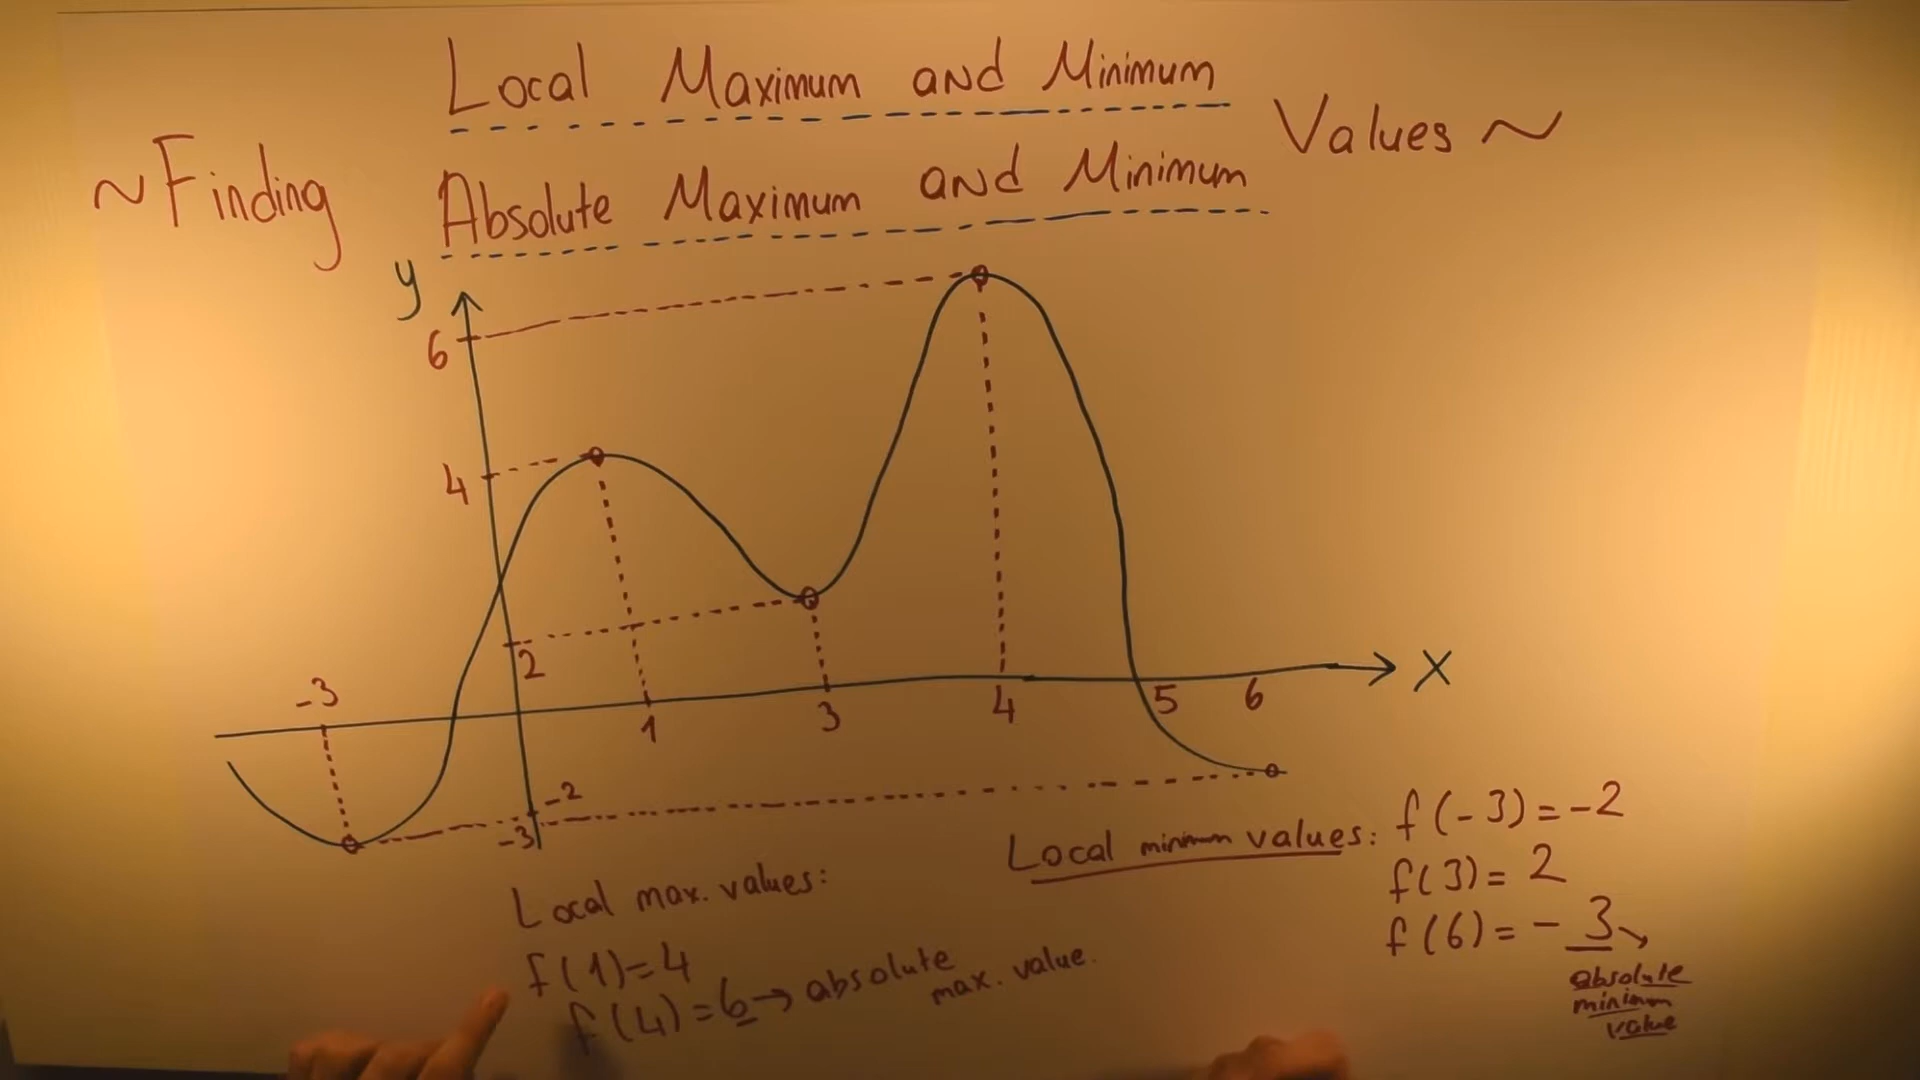 Local Maximum and Minimum
~Finding Values ~
Absolute Maximum and Minimum
y
6
4
2
-3
1
3
4
5
6
X
-2
-3
Local max. values:
f(1)=4
f(4)=6→ absolute
max. value.
Local minimum values: f(-3)=-2
f(3)=2
f(6)=-3
absolute
minimum
value